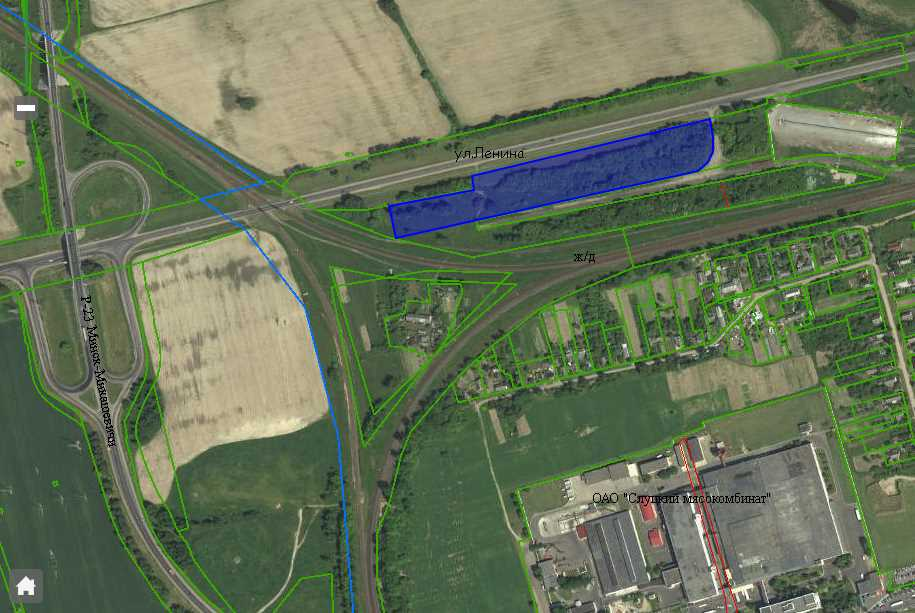 ул.Ленина
ж/д
Р-23 Минск-Микашевичи
ОАО "Слуцкий мясокомбинат"